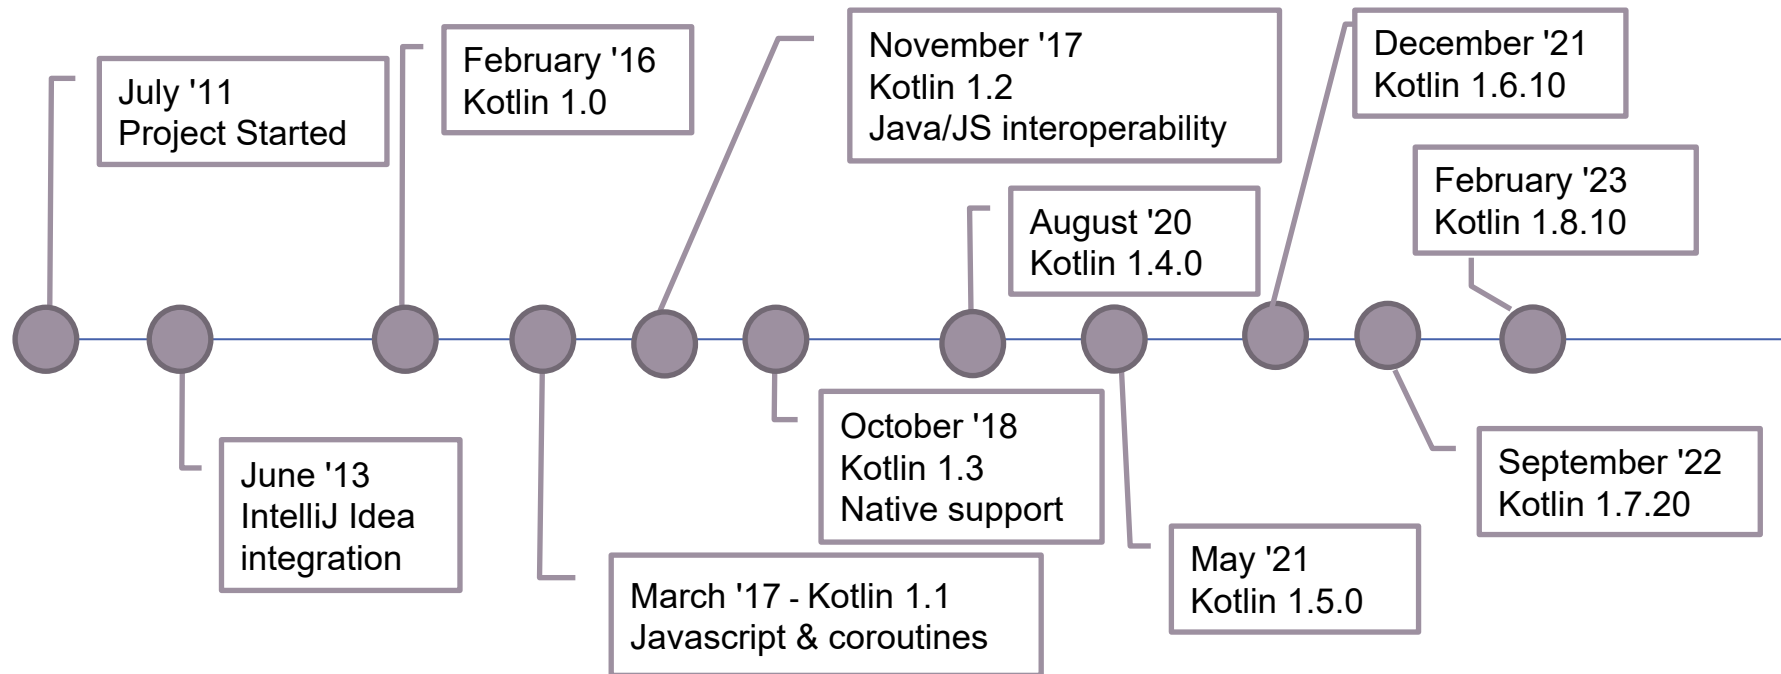 July '11
Project Started
February '16
Kotlin 1.0
November '17
Kotlin 1.2
Java/JS interoperability
December '21
Kotlin 1.6.10
February '23
Kotlin 1.8.10
August '20
Kotlin 1.4.0
June '13
IntelliJ Idea
integration
March '17 - Kotlin 1.1
Javascript & coroutines
October '18
Kotlin 1.3
Native support
May '21
Kotlin 1.5.0
September '22
Kotlin 1.7.20